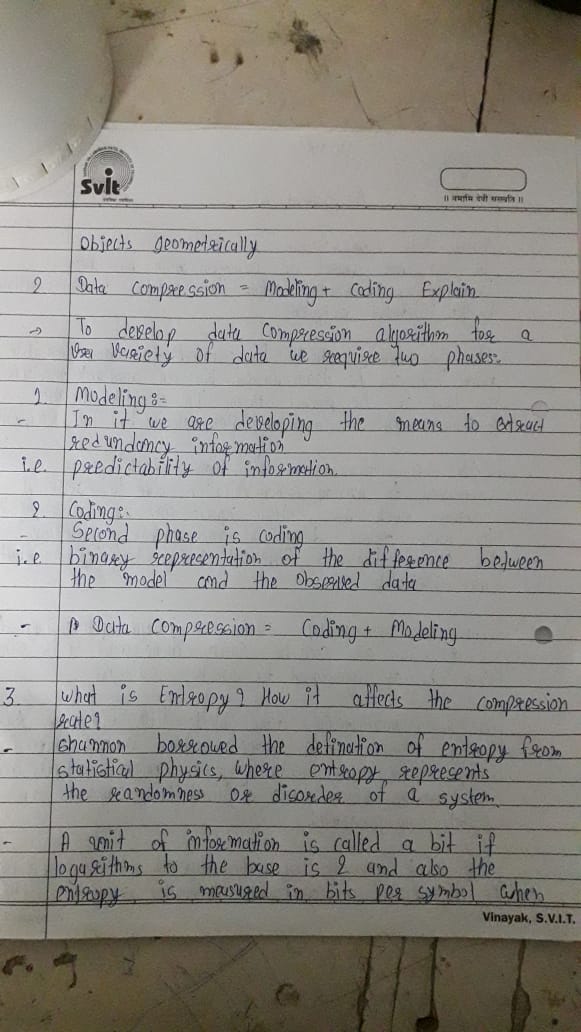 Svit
॥ नमामि देवी सरस्वति ॥
Objects geometrically
2 Data compression = Modeling + Coding Explain
→ To develop data compression algorithm for a
variety of data we require two phases:-
1. Modeling :-
- In it we are developing the means to extract
redundancy information
i.e. predictability of information.
2. Coding :-
- Second phase is coding
i.e. binary representation of the difference between
the model and the observed data
- Data compression = Coding + Modeling
3. What is Entropy? How it affects the compression
rate?
- Shannon borrowed the defination of entropy from
statistical physics, where entropy represents
the randomness or disorder of a system.
- A unit of information is called a bit if
logarithms to the base is 2 and also the
entropy is measured in bits per symbol when
Vinayak, S.V.I.T.